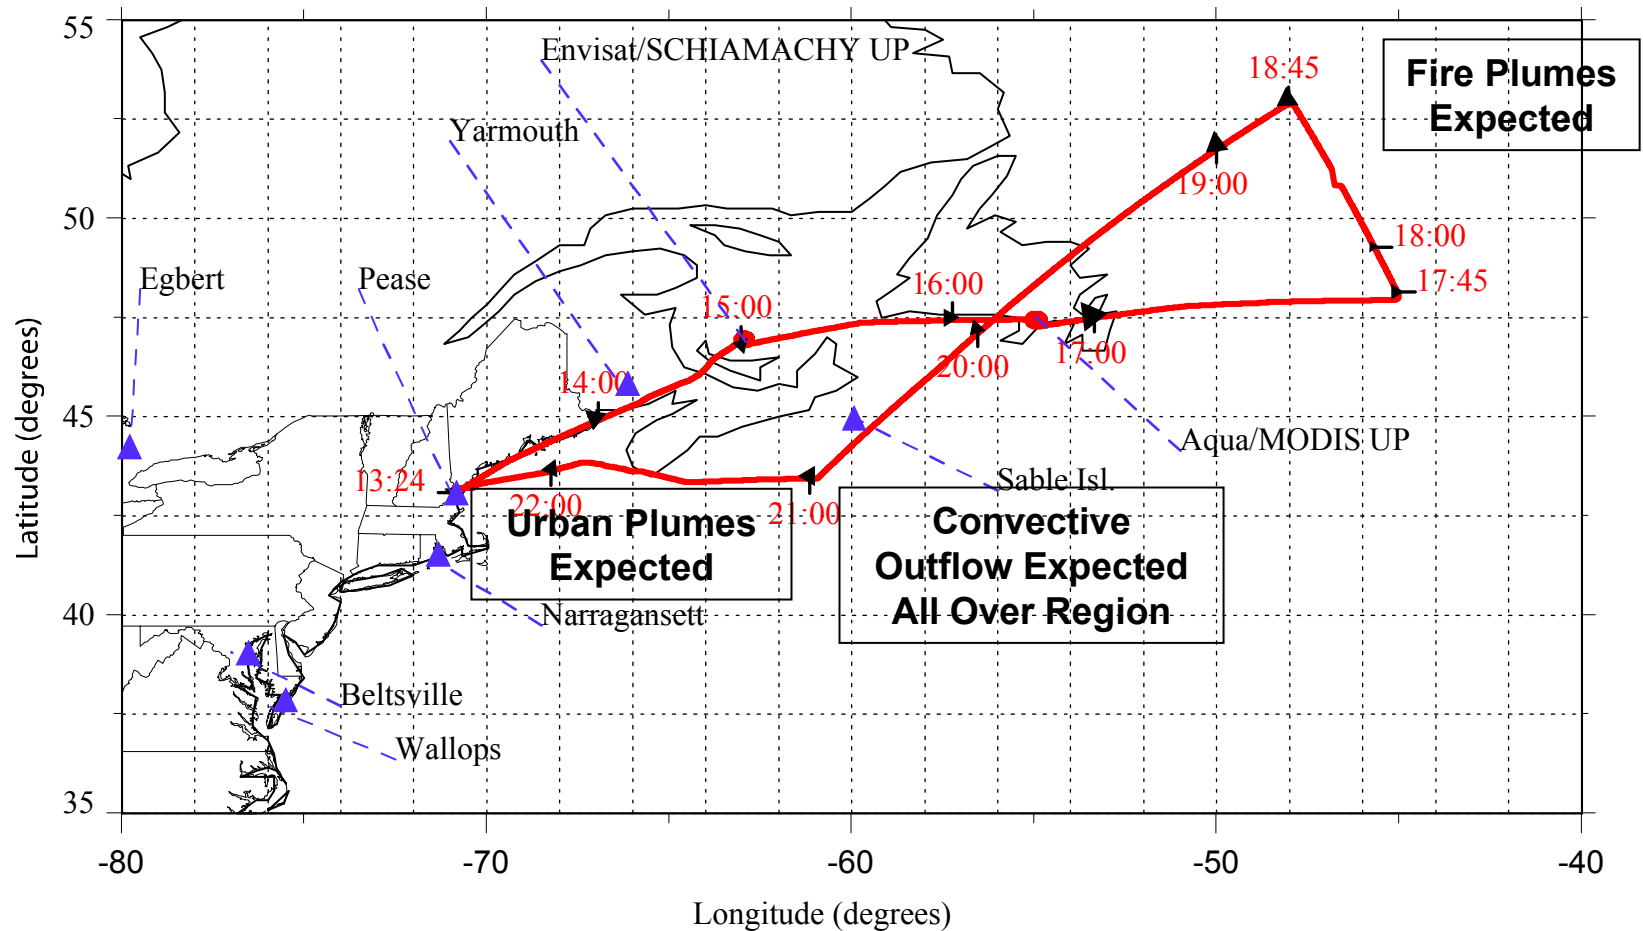 55
Envisat/SCHIAMACHY UP
18:45
Fire Plumes
Expected
Yarmouth
19:00
50
18:00
Egbert
Pease
16:00
17:45
15:00
17:00
20:00
14:00
45
Aqua/MODIS UP
13:24
Sable Isl.
22:00
21:00
Urban Plumes
Expected
Convective
Outflow Expected
All Over Region
40
Narragansett
Beltsville
Wallops
35
-80
-70
-60
-50
-40
Latitude (degrees)
Longitude (degrees)